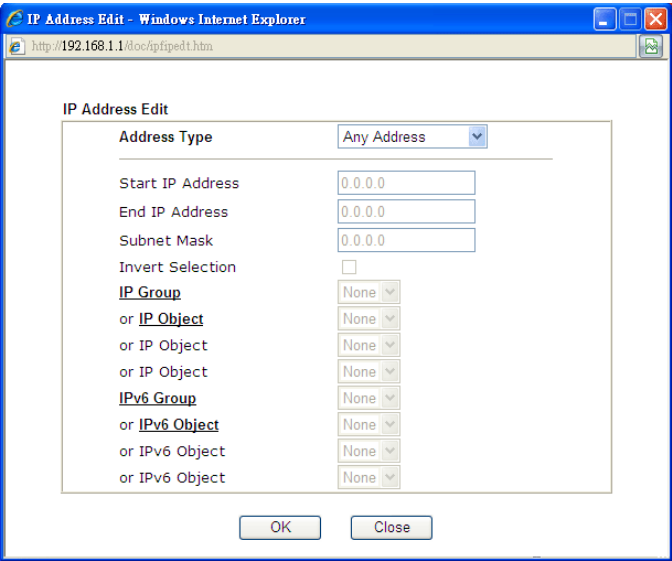 IP Address Edit - Windows Internet Explorer
http://192.168.1.1/doc/ipfipedt.htm
IP Address Edit
Address Type Any Address
Start IP Address 0.0.0.0
End IP Address 0.0.0.0
Subnet Mask 0.0.0.0
Invert Selection
IP Group None
or IP Object None
or IP Object None
or IP Object None
IPv6 Group None
or IPv6 Object None
or IPv6 Object None
or IPv6 Object None
OK Close